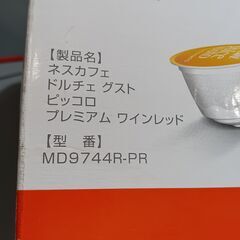 【製品名】
ネスカフェ
ドルチェ グスト
ピッコロ
プレミアム ワインレッド
【型 番】
MD9744R-PR